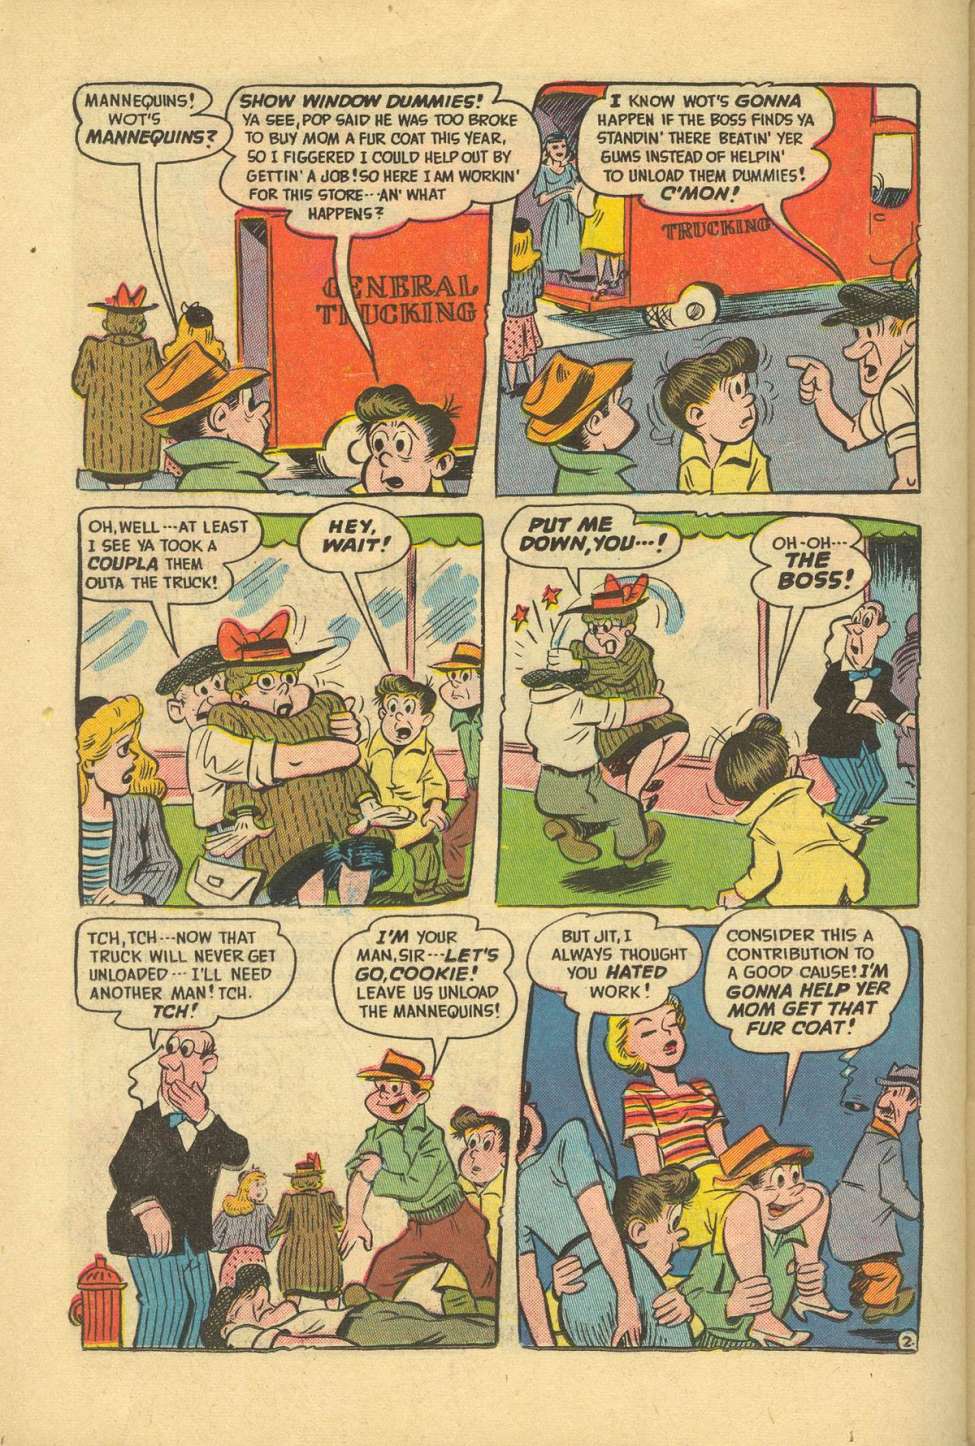 MANNEQUINS!
WOT'S
MANNEQUINS?
SHOW WINDOW DUMMIES!
YA SEE, POP SAID HE WAS TOO BROKE
TO BUY MOM A FUR COAT THIS YEAR,
SO I FIGGERED I COULD HELP OUT BY
GETTIN' A JOB! SO HERE I AM WORKIN'
FOR THIS STORE---AN' WHAT
HAPPENS?
GENERAL
TRUCKING
I KNOW WOT'S GONNA
HAPPEN IF THE BOSS FINDS YA
STANDIN' THERE BEATIN' YER
GUMS INSTEAD OF HELPIN'
TO UNLOAD THEM DUMMIES!
C'MON!
TRUCKING
OH, WELL---AT LEAST
I SEE YA TOOK A
COUPLA THEM
OUTA THE TRUCK!
HEY,
WAIT!
PUT ME
DOWN, YOU---!
OH-OH---
THE
BOSS!
TCH, TCH---NOW THAT
TRUCK WILL NEVER GET
UNLOADED---I'LL NEED
ANOTHER MAN! TCH.
TCH!
I'M YOUR
MAN, SIR---LET'S
GO, COOKIE!
LEAVE US UNLOAD
THE MANNEQUINS!
BUT JIT, I
ALWAYS THOUGHT
YOU HATED
WORK!
CONSIDER THIS A
CONTRIBUTION TO
A GOOD CAUSE! I'M
GONNA HELP YER
MOM GET THAT
FUR COAT!
2.